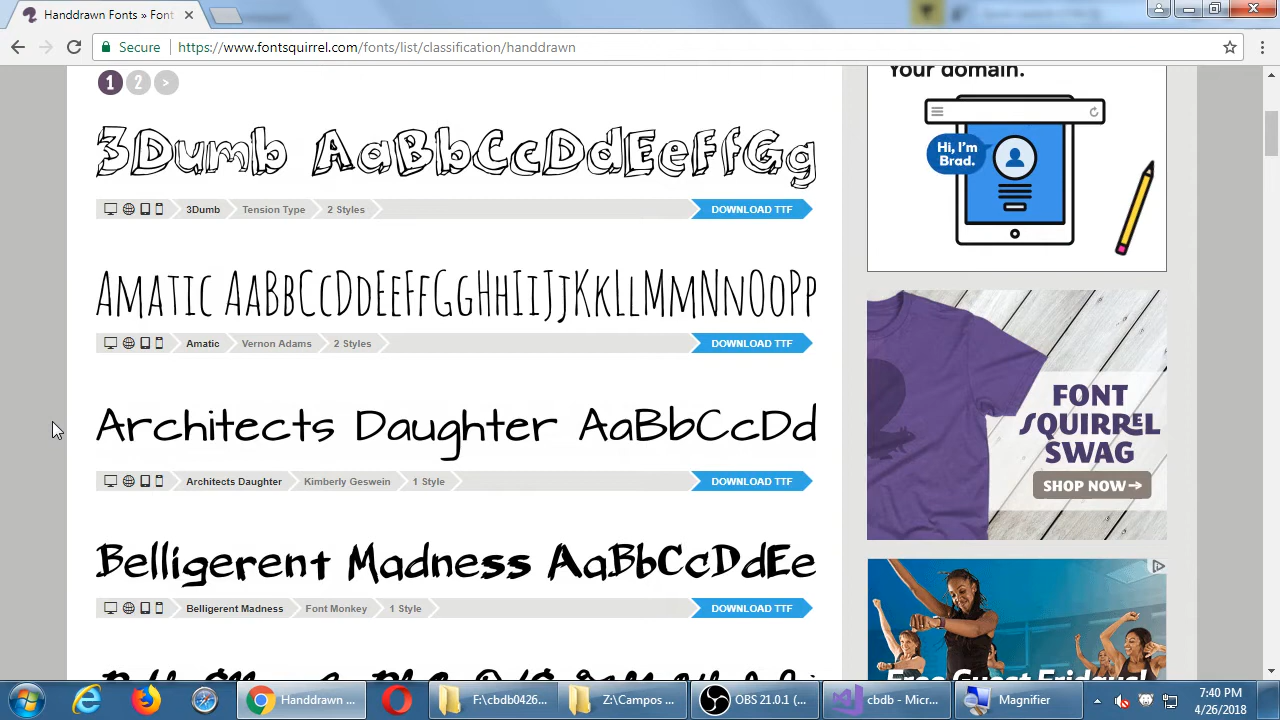 Handdrawn Fonts » Font
Secure
https://www.fontsquirrel.com/fonts/list/classification/handdrawn
1 2 >
3Dumb AaBbCcDdEeFfGg
3Dumb Tension Type 2 Styles DOWNLOAD TTF
Amatic AaBbCcDdEeFfGgHhIiJjKkLlMmNnOoPp
Amatic Vernon Adams 2 Styles DOWNLOAD TTF
Architects Daughter AaBbCcDd
Architects Daughter Kimberly Geswein 1 Style DOWNLOAD TTF
Belligerent Madness AaBbCcDdEe
Belligerent Madness Font Monkey 1 Style DOWNLOAD TTF
Your domain.
Hi, I'm
Brad.
FONT
SQUIRREL
SWAG
SHOP NOW→
Free Guest Fridays!
Handdrawn ...
F:\cbdb0426...
Z:\Campos ...
OBS 21.0.1 (...
cbdb - Micr...
Magnifier
7:40 PM
4/26/2018